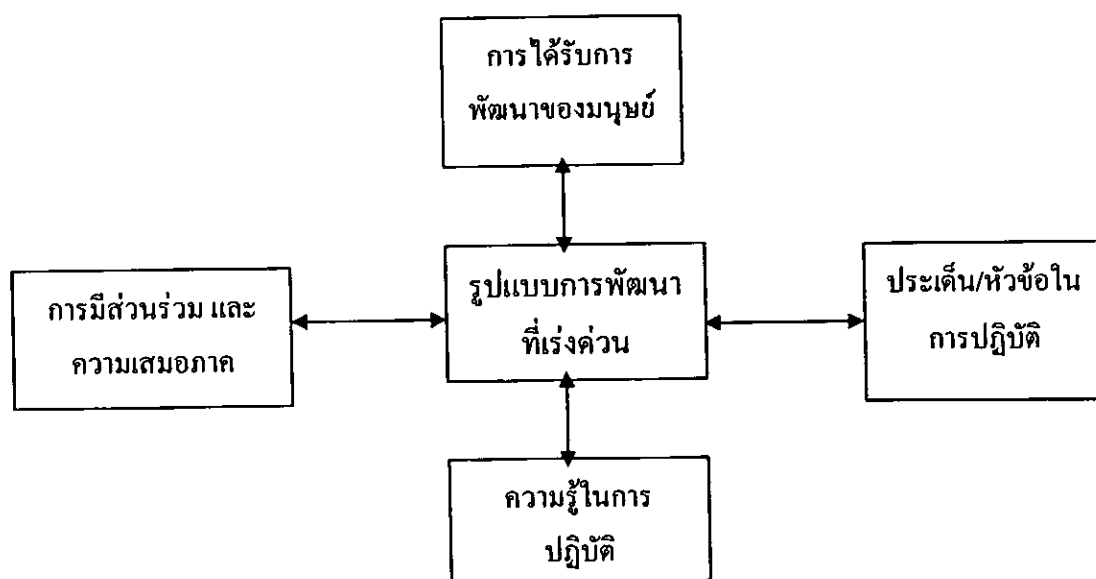 การได้รับการ
พัฒนาของมนุษย์
การมีส่วนร่วม และ
ความเสมอภาค
รูปแบบการพัฒนา
ที่เร่งด่วน
ประเด็น/หัวข้อใน
การปฏิบัติ
ความรู้ในการ
ปฏิบัติ